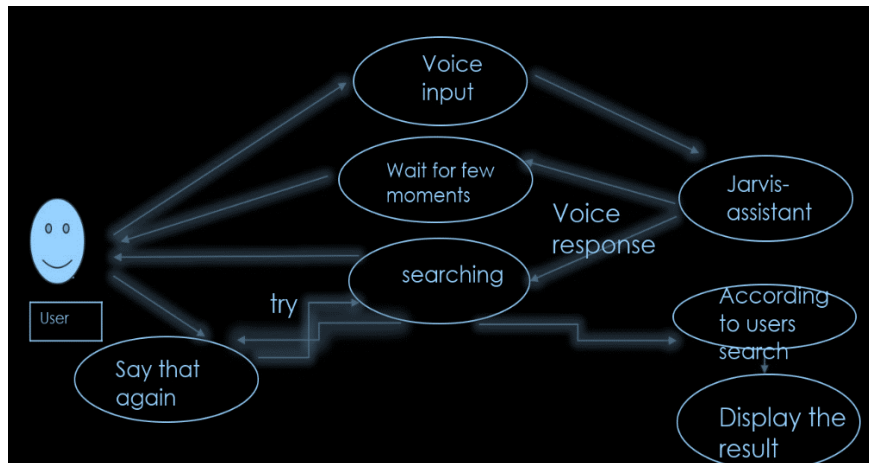 Voice
input
Wait for few
moments
Jarvis-
assistant
Voice
response
searching
User
try
According
to users
search
Say that
again
Display the
result